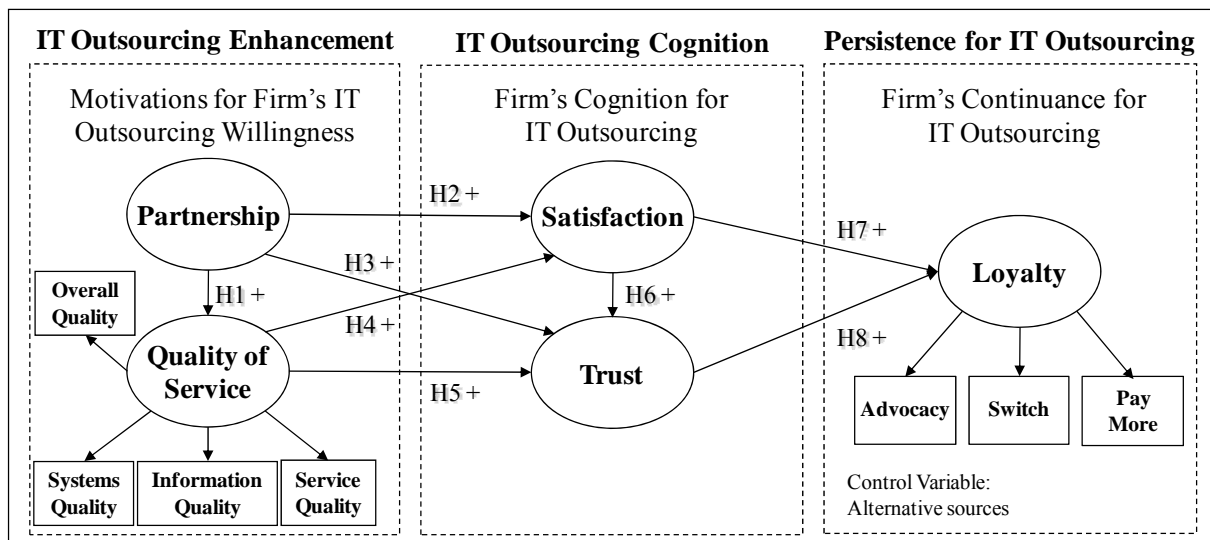 IT Outsourcing Enhancement
Motivations for Firm's IT
Outsourcing Willingness
Partnership
H1 +
Overall
Quality
Quality of
Service
Systems
Quality
Information
Quality
Service
Quality
H2 +
H3 +
H4 +
H5 +
IT Outsourcing Cognition
Firm's Cognition for
IT Outsourcing
Satisfaction
H6 +
Trust
H7 +
H8 +
Persistence for IT Outsourcing
Firm's Continuance for
IT Outsourcing
Loyalty
Advocacy
Switch
Pay
More
Control Variable:
Alternative sources